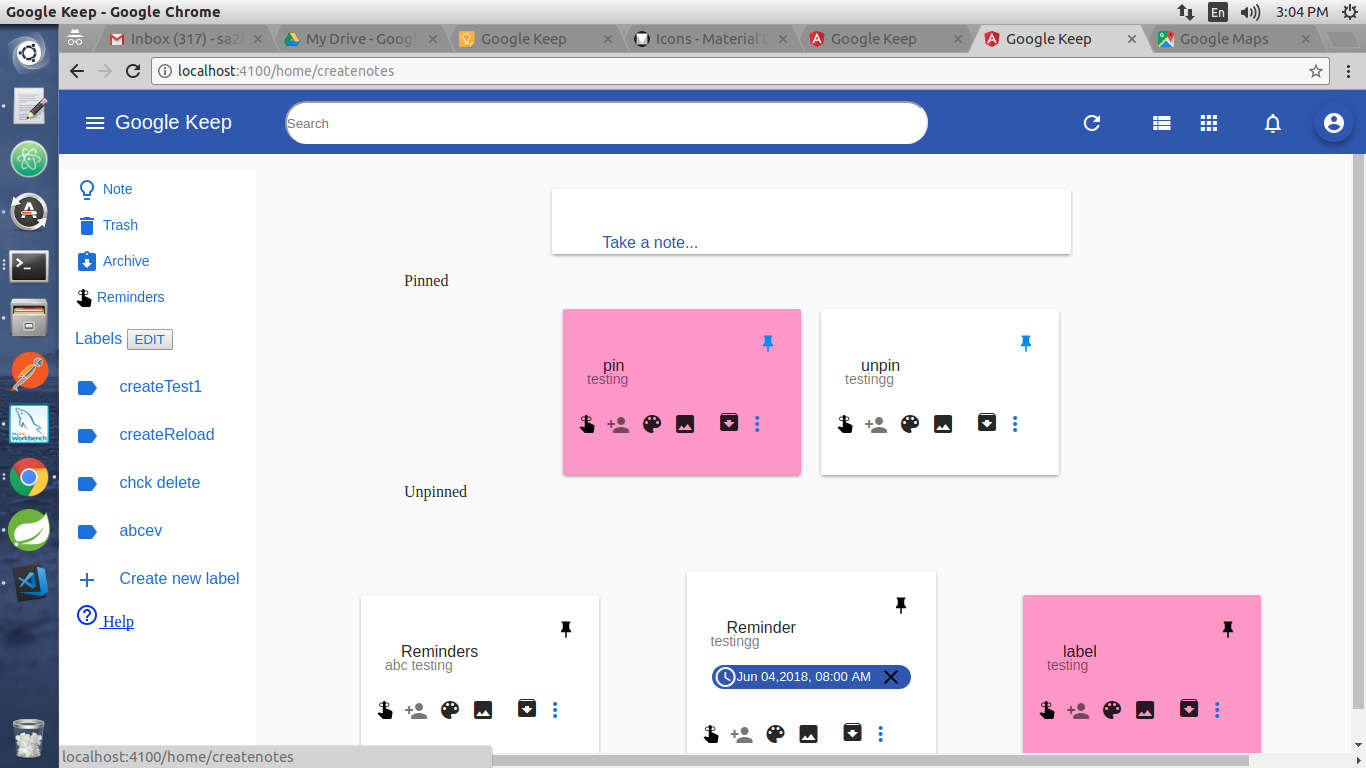 Google Keep - Google Chrome
En
3:04 PM
Inbox (317) - sa2
My Drive - Goog
Google Keep
Icons - Material D
Google Keep
Google Keep
Google Maps
localhost:4100/home/createnotes
Google Keep
Search
Note
Trash
Archive
Reminders
Labels EDIT
createTest1
createReload
chck delete
abcev
Create new label
Help
Take a note...
Pinned
pin
testing
unpin
testingg
Unpinned
Reminders
abc testing
Reminder
testingg
Jun 04,2018, 08:00 AM
label
testing
localhost:4100/home/createnotes